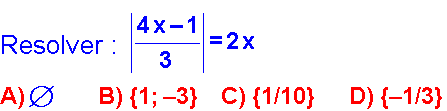 Resolver : |(4x–1)/3| = 2x
A) ∅ B) {1; –3} C) {1/10} D) {–1/3}